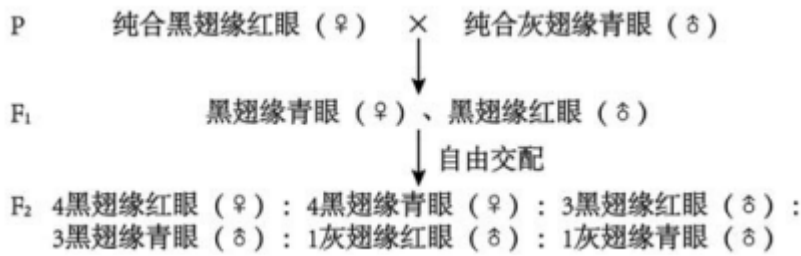 P 纯合黑翅缘红眼（♀） × 纯合灰翅缘青眼（♂）
F₁ 黑翅缘青眼（♀）、黑翅缘红眼（♂）
自由交配
F₂ 4黑翅缘红眼（♀）：4黑翅缘青眼（♀）：3黑翅缘红眼（♂）：
3黑翅缘青眼（♂）：1灰翅缘红眼（♂）：1灰翅缘青眼（♂）